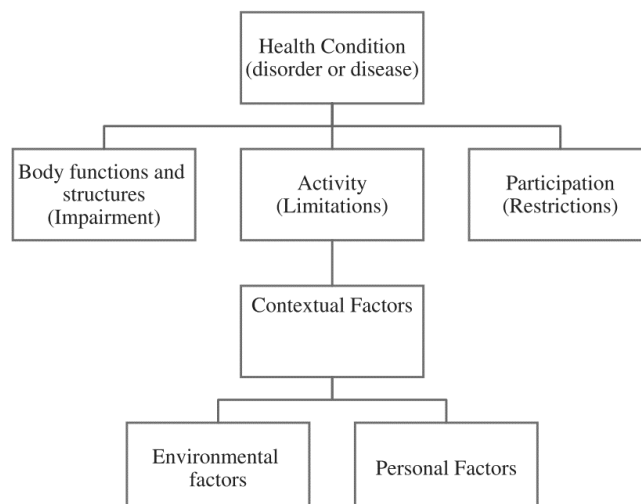 Health Condition
(disorder or disease)
Body functions and
structures
(Impairment)
Activity
(Limitations)
Participation
(Restrictions)
Contextual Factors
Environmental
factors
Personal Factors